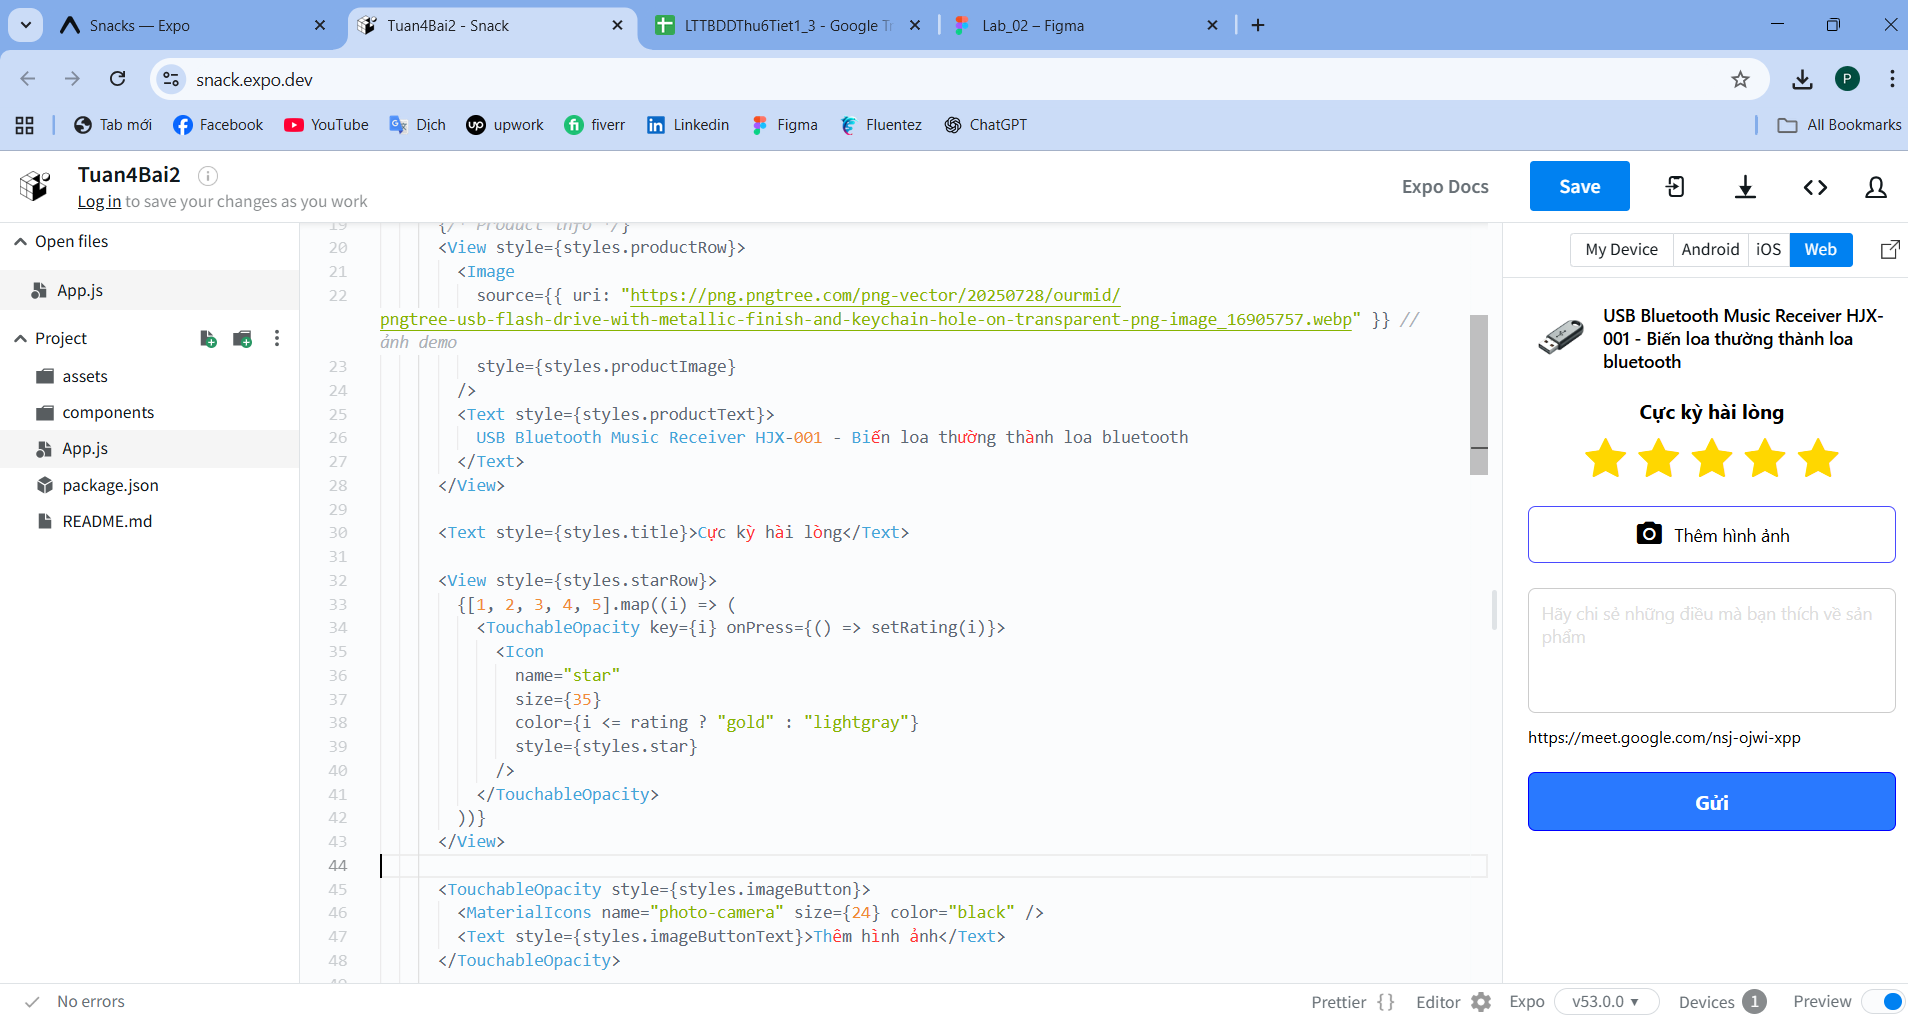 Snacks — Expo
Tuan4Bai2 - Snack
LTTBDDThu6Tiet1_3 - Google Tr
Lab_02 – Figma
snack.expo.dev
P
Tab mới
Facebook
YouTube
Dịch
up
upwork
fi
fiverr
in
Linkedin
Figma
Fluentez
ChatGPT
All Bookmarks
Tuan4Bai2
Log in to save your changes as you work
Expo Docs
Save
Open files
App.js
Project
assets
components
App.js
package.json
README.md
19 {/* Product info */}
20 <View style={styles.productRow}>
21 <Image
22 source={{ uri: "https://png.pngtree.com/png-vector/20250728/ourmid/
pngtree-usb-flash-drive-with-metallic-finish-and-keychain-hole-on-transparent-png-image_16905757.webp" }} //
ảnh demo
23 style={styles.productImage}
24 />
25 <Text style={styles.productText}>
26 USB Bluetooth Music Receiver HJX-001 - Biến loa thường thành loa bluetooth
27 </Text>
28 </View>
29
30 <Text style={styles.title}>Cực kỳ hài lòng</Text>
31
32 <View style={styles.starRow}>
33 {[1, 2, 3, 4, 5].map((i) => (
34 <TouchableOpacity key={i} onPress={() => setRating(i)}>
35 <Icon
36 name="star"
37 size={35}
38 color={i <= rating ? "gold" : "lightgray"}
39 style={styles.star}
40 />
41 </TouchableOpacity>
42 ))}
43 </View>
44
45 <TouchableOpacity style={styles.imageButton}>
46 <MaterialIcons name="photo-camera" size={24} color="black" />
47 <Text style={styles.imageButtonText}>Thêm hình ảnh</Text>
48 </TouchableOpacity>
My Device
Android
iOS
Web
USB Bluetooth Music Receiver HJX-
001 - Biến loa thường thành loa
bluetooth
Cực kỳ hài lòng
Thêm hình ảnh
Hãy chi sẻ những điều mà bạn thích về sản
phẩm
https://meet.google.com/nsj-ojwi-xpp
Gửi
No errors
Prettier { }
Editor
Expo
v53.0.0
Devices 1
Preview